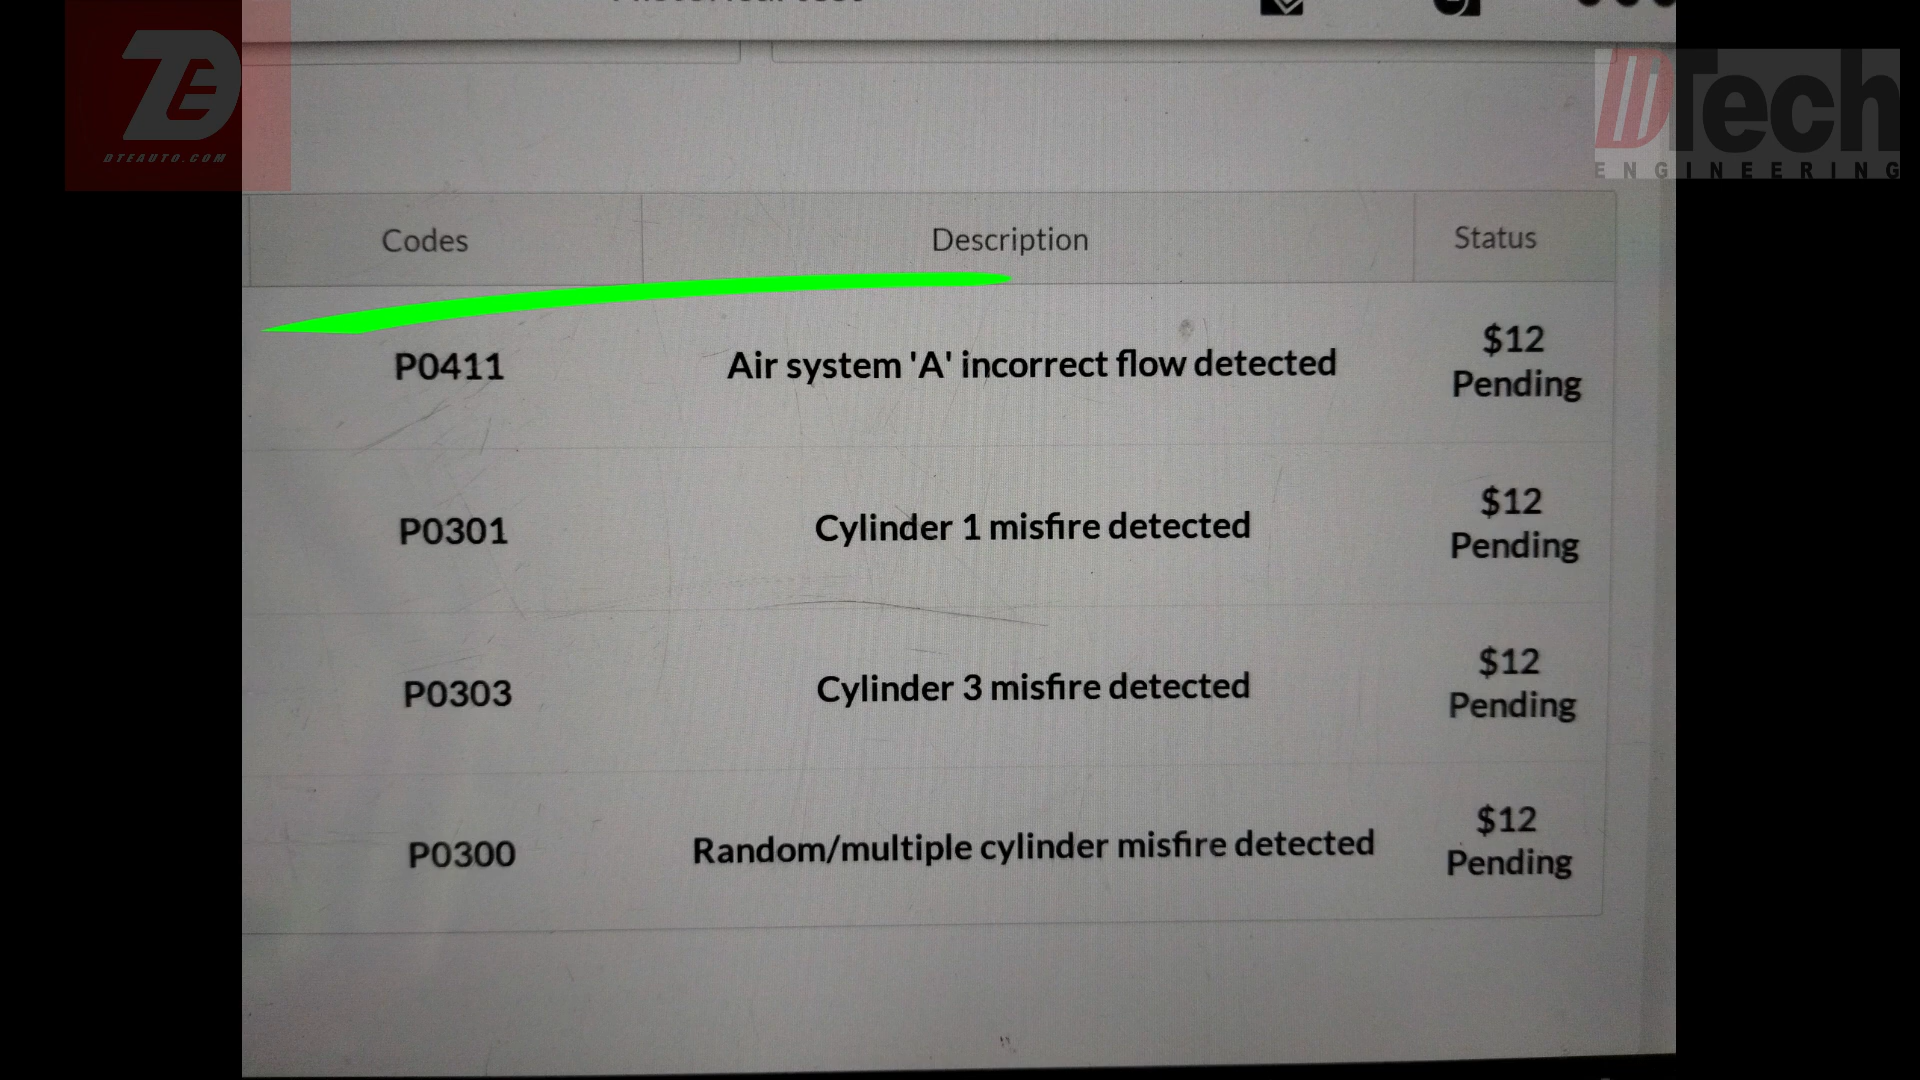 DTEAUTO.COM
DTech
ENGINEERING
Codes Description Status
P0411 Air system 'A' incorrect flow detected $12 Pending
P0301 Cylinder 1 misfire detected $12 Pending
P0303 Cylinder 3 misfire detected $12 Pending
P0300 Random/multiple cylinder misfire detected $12 Pending